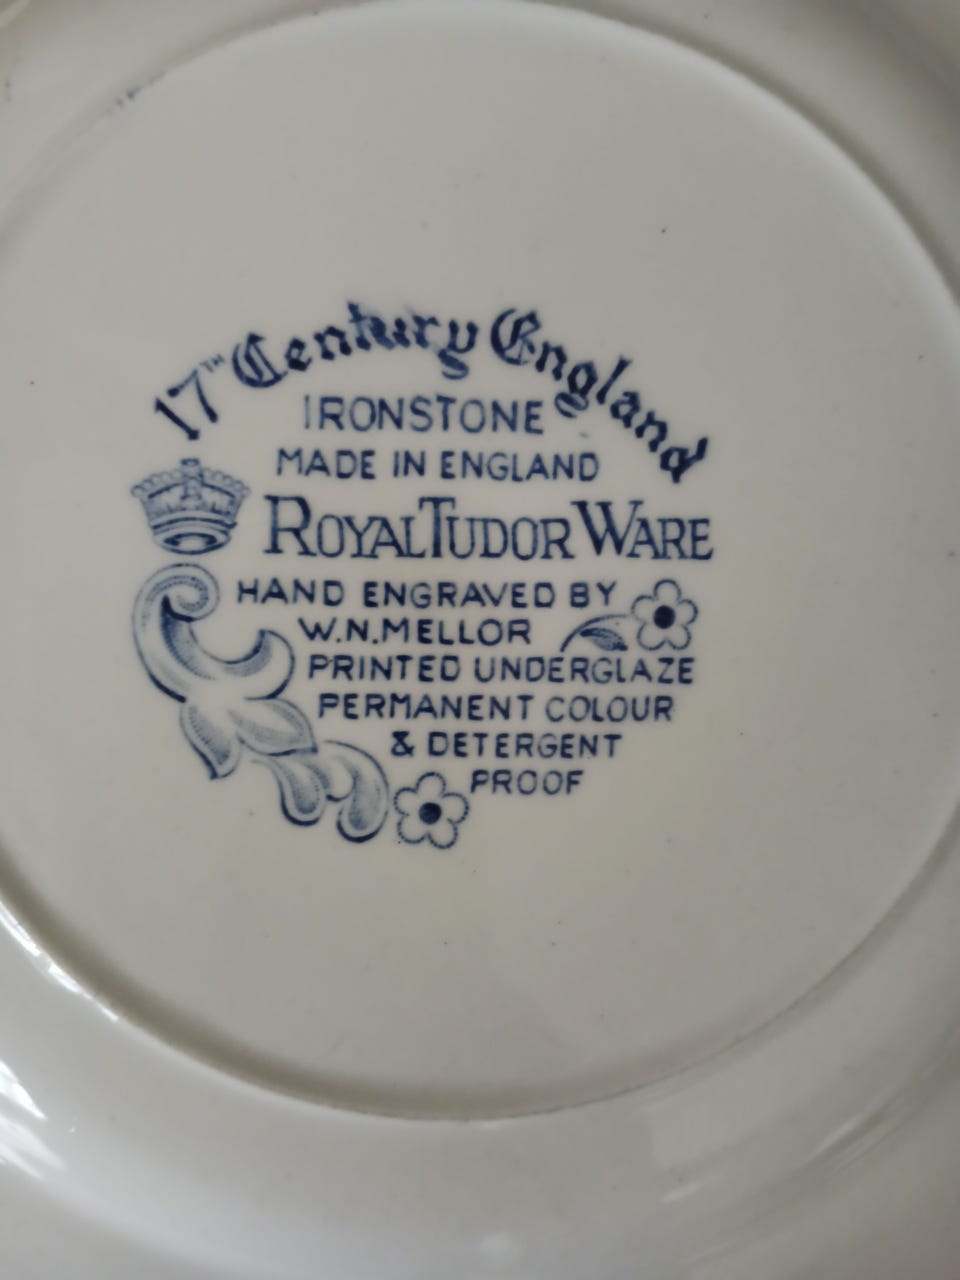 17TH Century England
IRONSTONE
MADE IN ENGLAND
ROYAL TUDOR WARE
HAND ENGRAVED BY
W.N.MELLOR
PRINTED UNDERGLAZE
PERMANENT COLOUR
& DETERGENT
PROOF